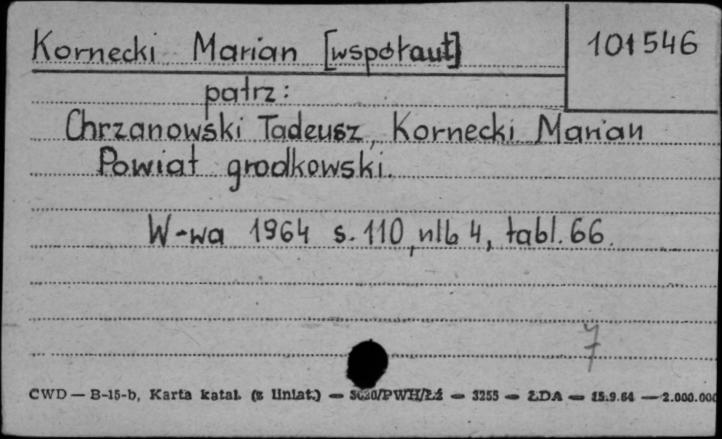 Kornecki Marian [współaut]
101546
patrz:
Chrzanowski Tadeusz, Kornecki Marian
Powiat grodkowski.
W-wa 1964 s. 110, nlb 4, tabl. 66.
7
CWD — B-15-b, Karta katal. (z liniat.) — 5030/PWH/Łź — 3255 — ŁDA — 15.9.64 — 2.000.000